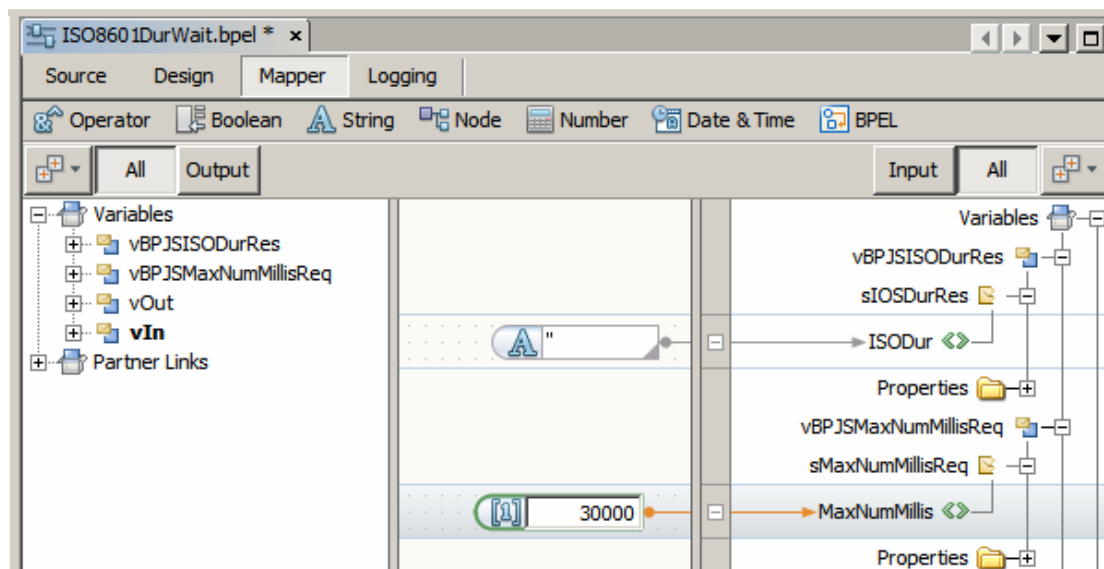 ISO8601DurWait.bpel *
Source Design Mapper Logging
Operator Boolean String Node Number Date & Time BPEL
All Output Input All
Variables
vBPJSISODurRes
vBPJSMaxNumMillisReq
vOut
vIn
Partner Links
"
[1] 30000
Variables
vBPJSISODurRes
sIOSDurRes
ISODur
Properties
vBPJSMaxNumMillisReq
sMaxNumMillisReq
MaxNumMillis
Properties